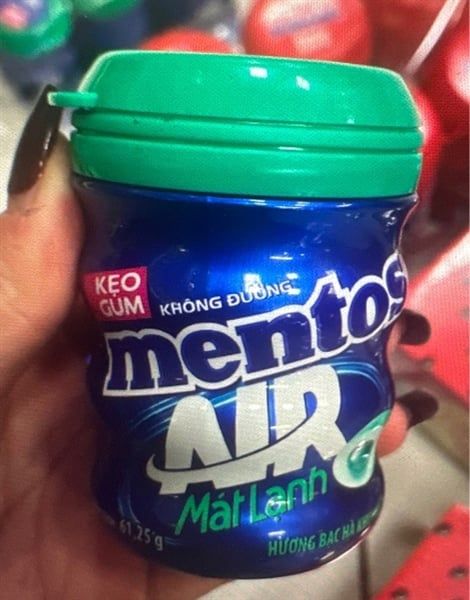 KẸO
GUM
KHÔNG ĐƯỜNG
mentos
AIR
Mát Lạnh
61,25 g
HƯƠNG BẠC HÀ